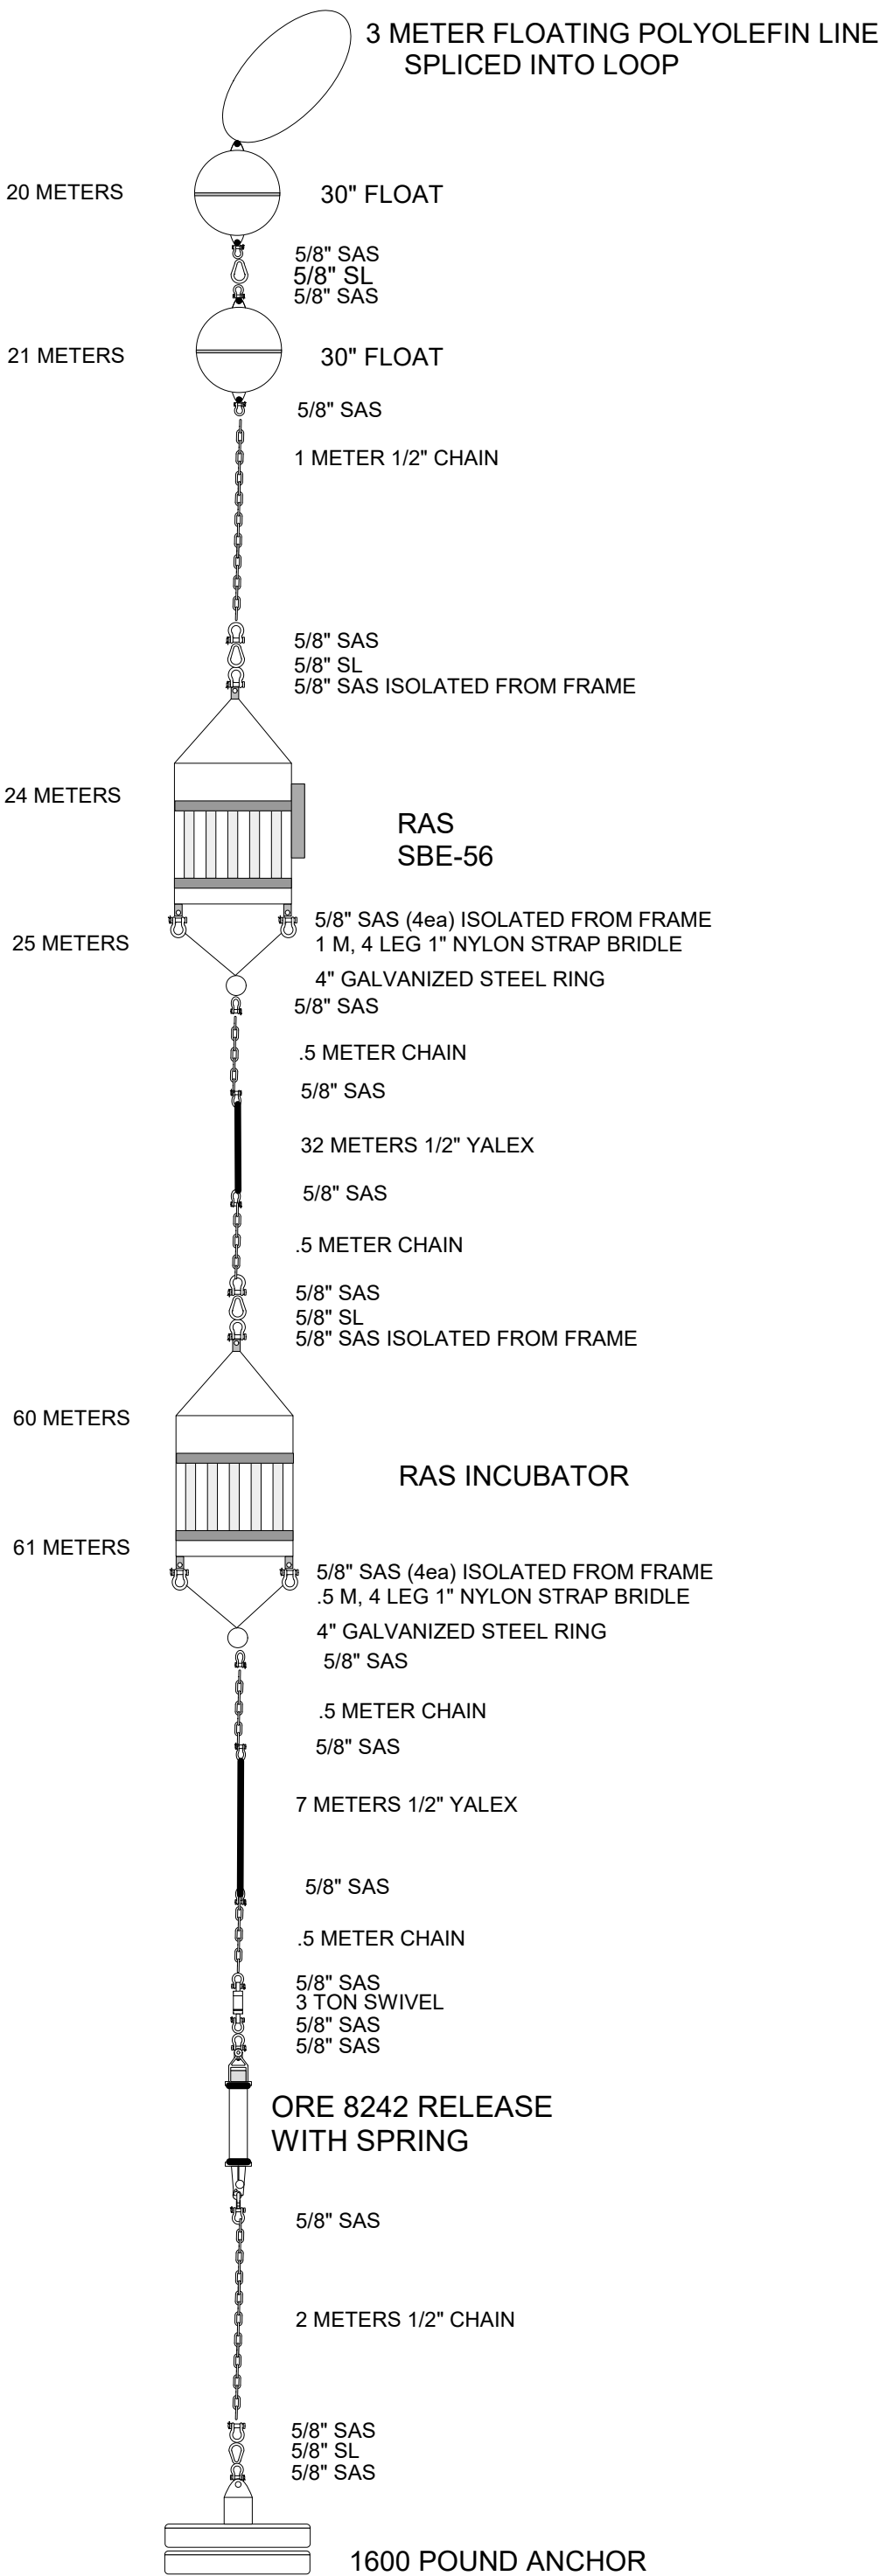 3 METER FLOATING POLYOLEFIN LINE
SPLICED INTO LOOP
20 METERS
30" FLOAT
5/8" SAS
5/8" SL
5/8" SAS
21 METERS
30" FLOAT
5/8" SAS
1 METER 1/2" CHAIN
5/8" SAS
5/8" SL
5/8" SAS ISOLATED FROM FRAME
24 METERS
RAS
SBE-56
5/8" SAS (4ea) ISOLATED FROM FRAME
25 METERS
1 M, 4 LEG 1" NYLON STRAP BRIDLE
4" GALVANIZED STEEL RING
5/8" SAS
.5 METER CHAIN
5/8" SAS
32 METERS 1/2" YALEX
5/8" SAS
.5 METER CHAIN
5/8" SAS
5/8" SL
5/8" SAS ISOLATED FROM FRAME
60 METERS
RAS INCUBATOR
61 METERS
5/8" SAS (4ea) ISOLATED FROM FRAME
.5 M, 4 LEG 1" NYLON STRAP BRIDLE
4" GALVANIZED STEEL RING
5/8" SAS
.5 METER CHAIN
5/8" SAS
7 METERS 1/2" YALEX
5/8" SAS
.5 METER CHAIN
5/8" SAS
3 TON SWIVEL
5/8" SAS
5/8" SAS
ORE 8242 RELEASE
WITH SPRING
5/8" SAS
2 METERS 1/2" CHAIN
5/8" SAS
5/8" SL
5/8" SAS
1600 POUND ANCHOR